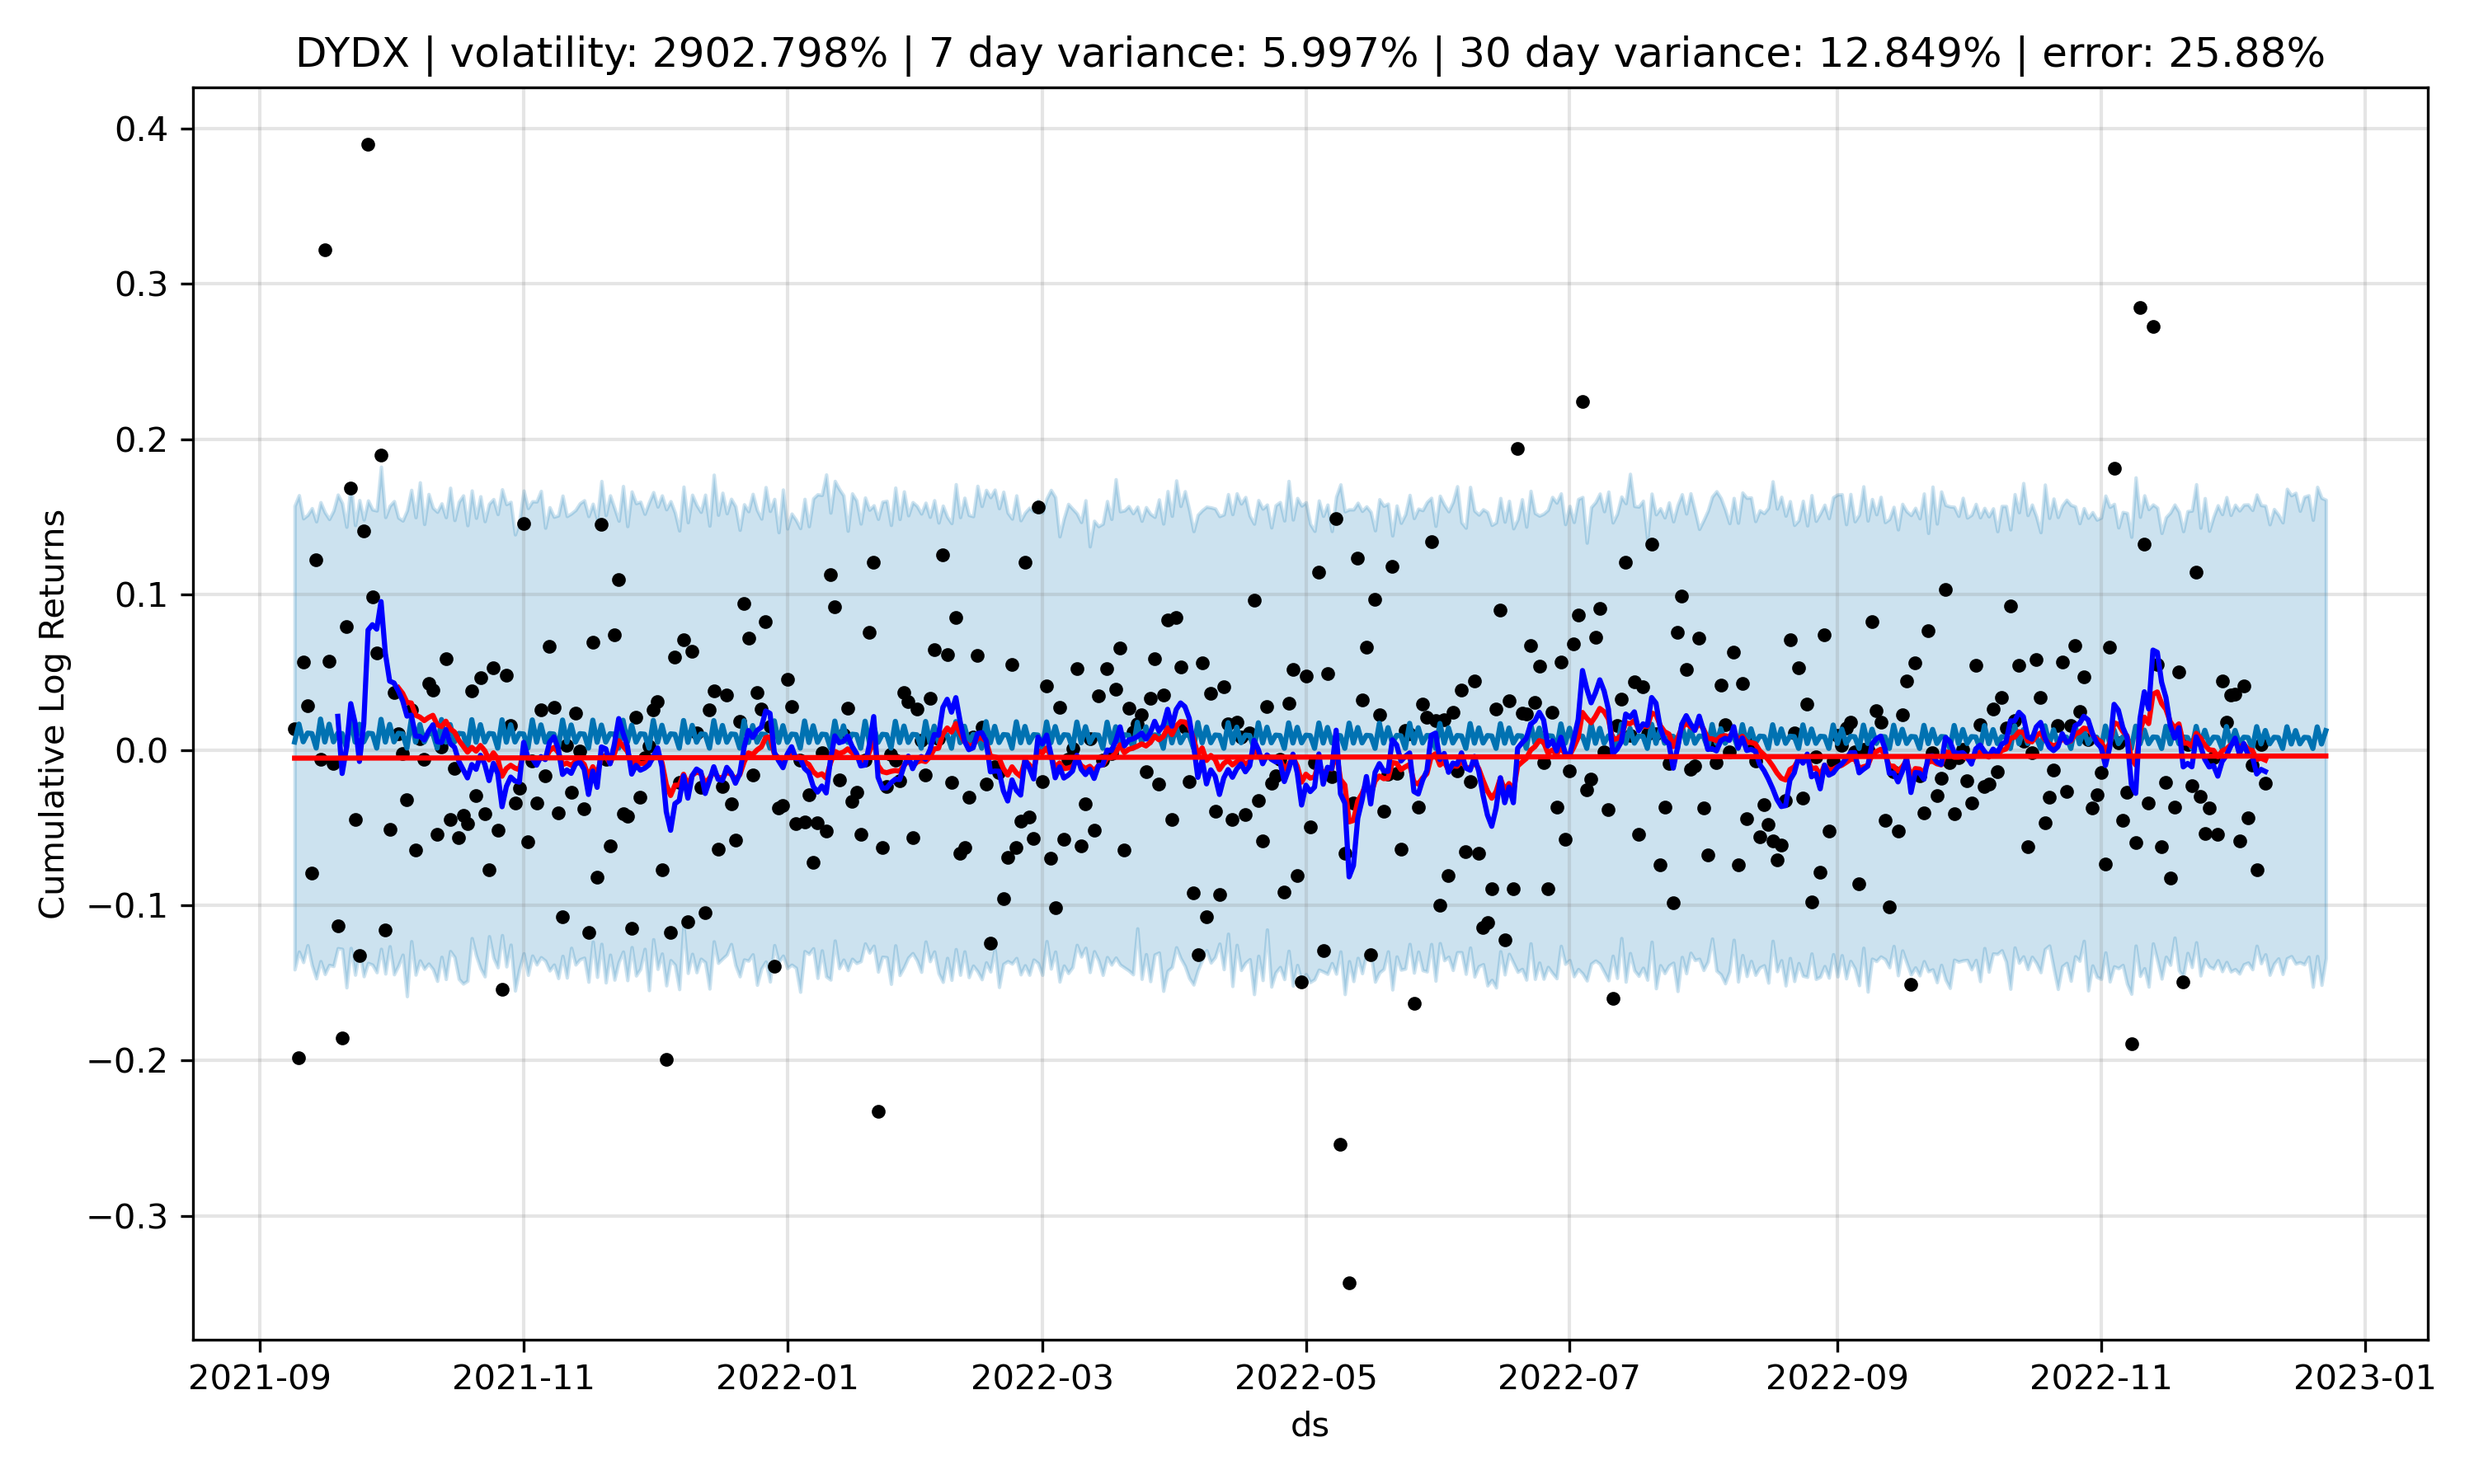 DYDX | volatility: 2902.798% | 7 day variance: 5.997% | 30 day variance: 12.849% | error: 25.88%
0.4
0.3
0.2
0.1
0.0
−0.1
−0.2
−0.3
Cumulative Log Returns
2021-09 2021-11 2022-01 2022-03 2022-05 2022-07 2022-09 2022-11 2023-01
ds